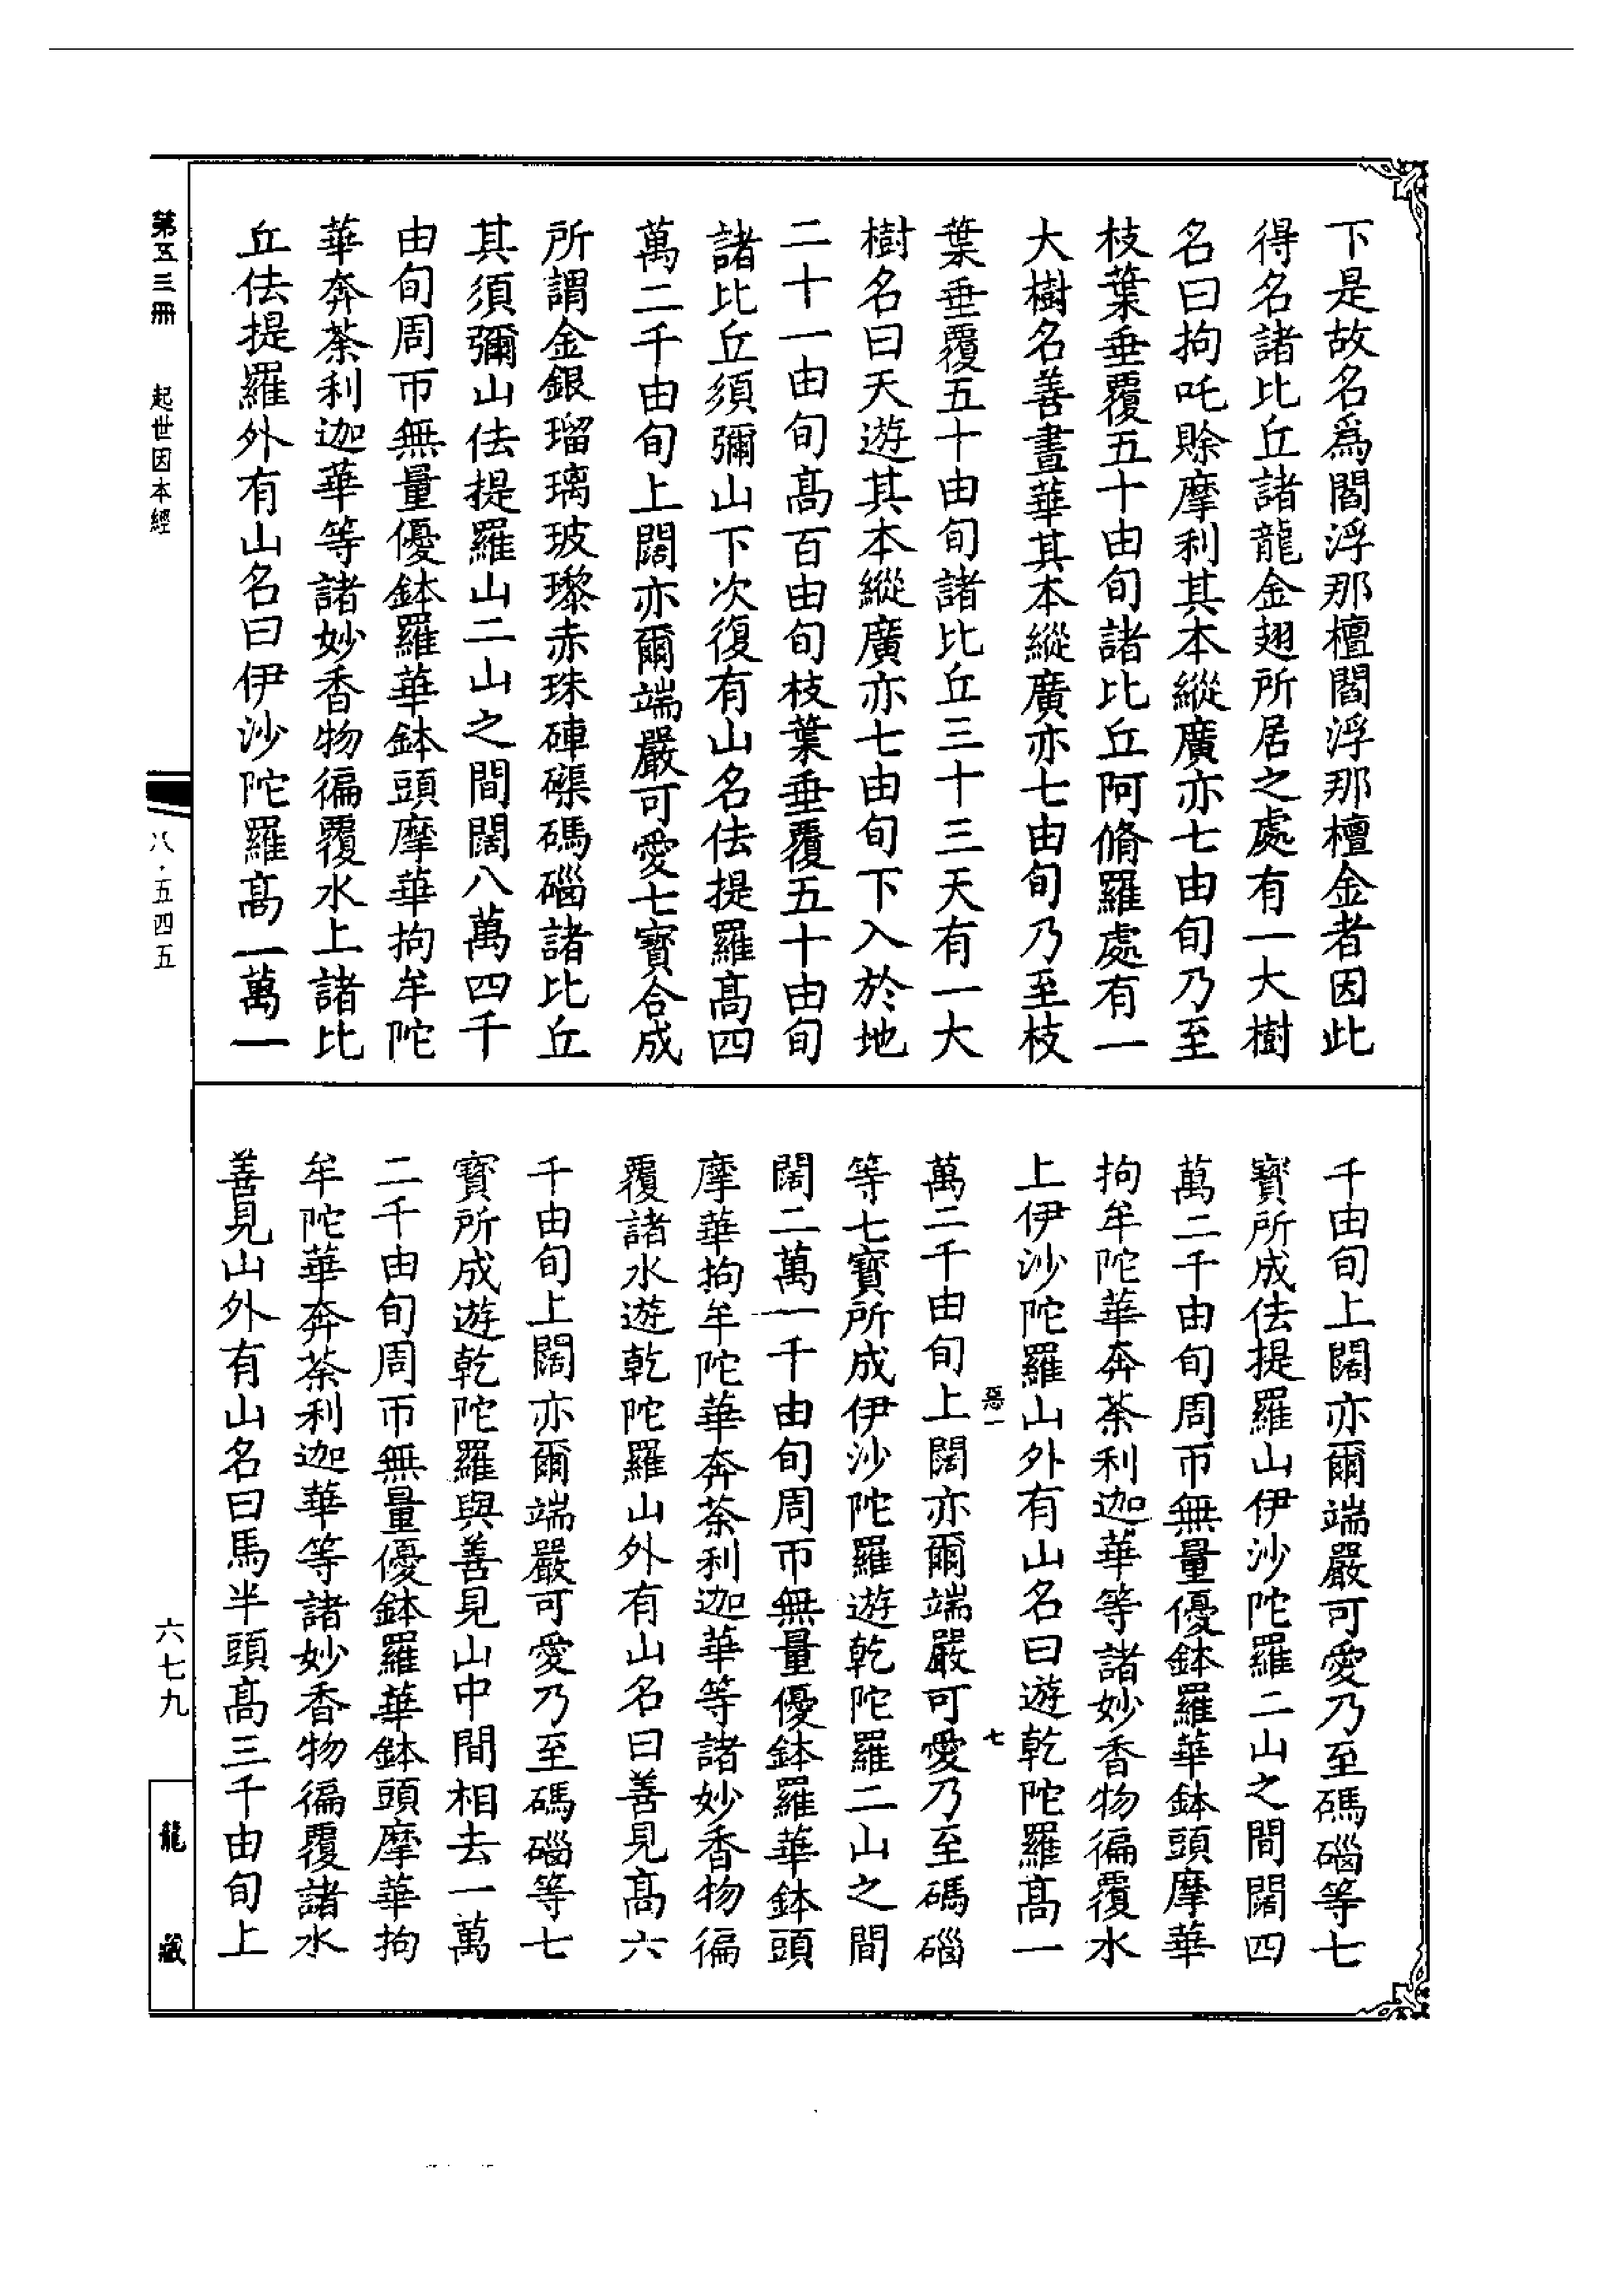 下是故名爲閻浮那檀閻浮那檀金者因此
得名諸比丘諸龍金翅所居之處有一大樹
名曰拘吒賒摩利其本縱廣亦七由旬乃至
枝葉垂覆五十由旬諸比丘阿脩羅處有一
大樹名善晝華其本縱廣亦七由旬乃至枝
葉垂覆五十由旬諸比丘三十三天有一大
樹名曰天遊其本縱廣亦七由旬下入於地
二十一由旬高百由旬枝葉垂覆五十由旬
諸比丘須彌山下次復有山名佉提羅高四
萬二千由旬上闊亦爾端嚴可愛七寶合成
所謂金銀瑠璃玻瓈赤珠硨磲碼碯諸比丘
其須彌山佉提羅山二山之間闊八萬四千
由旬周帀無量優鉢羅華鉢頭摩華拘牟陀
華奔茶利迦華等諸妙香物徧覆水上諸比
丘佉提羅外有山名曰伊沙陀羅高一萬一
千由旬上闊亦爾端嚴可愛乃至碼碯等七
寶所成佉提羅山伊沙陀羅二山之間闊四
萬二千由旬周帀無量優鉢羅華鉢頭摩華
拘牟陀華奔茶利迦華等諸妙香物徧覆水
上伊沙陀羅山外有山名曰遊乾陀羅高一
惡一 七
萬二千由旬上闊亦爾端嚴可愛乃至碼碯
等七寶所成伊沙陀羅遊乾陀羅二山之間
闊二萬一千由旬周帀無量優鉢羅華鉢頭
摩華拘牟陀華奔茶利迦華等諸妙香物徧
覆諸水遊乾陀羅山外有山名曰善見高六
千由旬上闊亦爾端嚴可愛乃至碼碯等七
寶所成遊乾陀羅與善見山中間相去一萬
二千由旬周帀無量優鉢羅華鉢頭摩華拘
牟陀華奔茶利迦華等諸妙香物徧覆諸水
善見山外有山名曰馬半頭高三千由旬上
第五三冊 起世因本經 八·五四五 六七九 龍藏